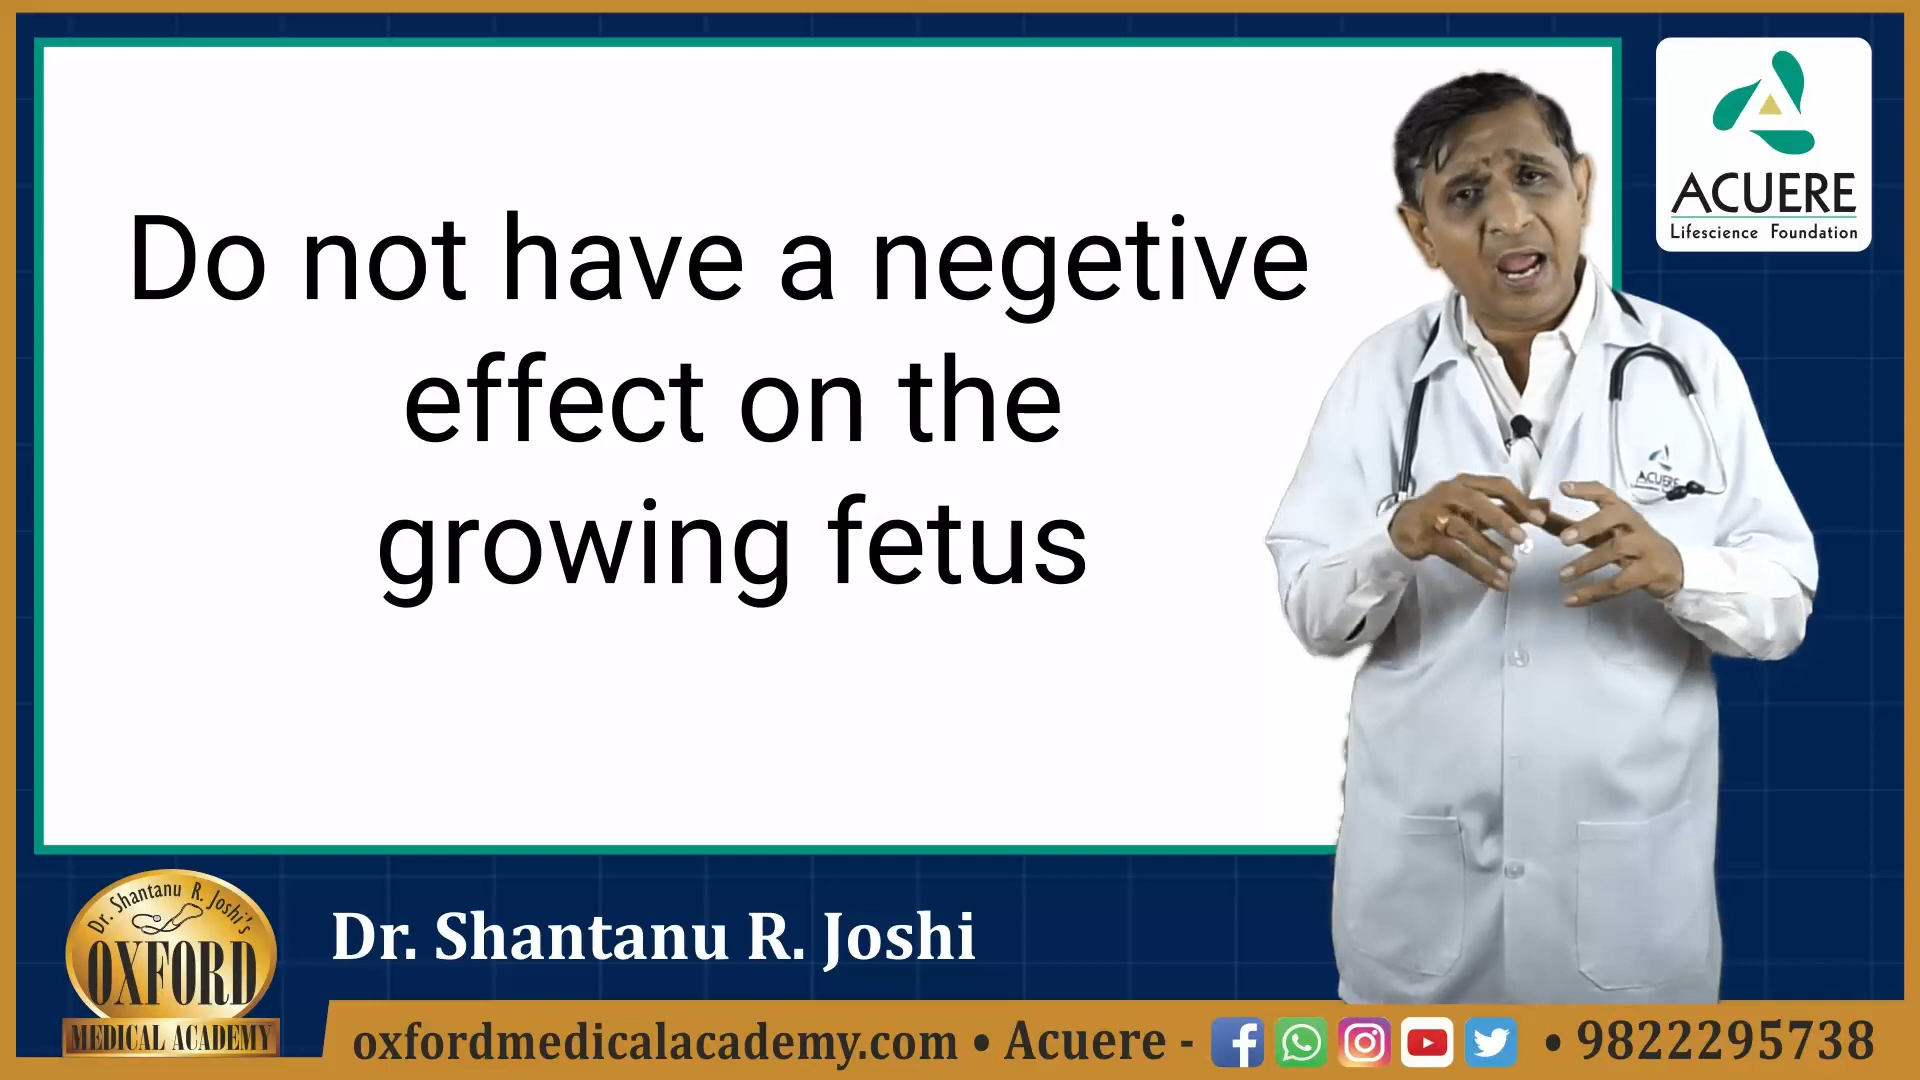 Do not have a negetive
effect on the
growing fetus
ACUERE
Lifescience Foundation
ACUERE
Dr. Shantanu R. Joshi's
OXFORD
MEDICAL ACADEMY
Dr. Shantanu R. Joshi
oxfordmedicalacademy.com • Acuere - • 9822295738